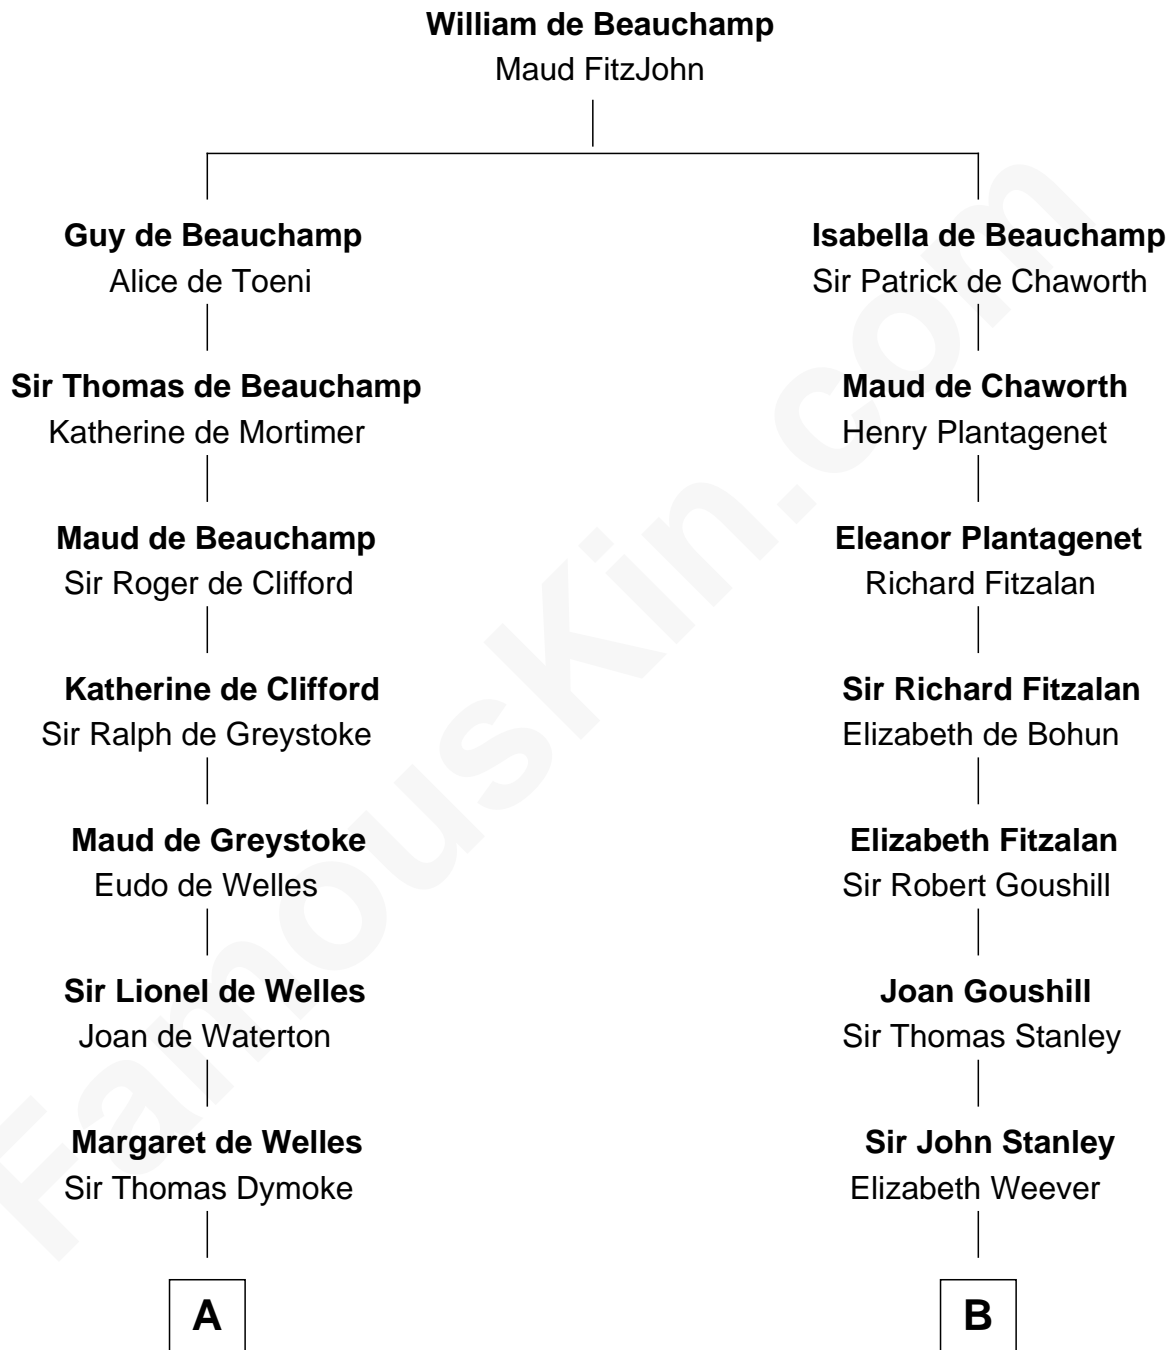 William de Beauchamp
Maud FitzJohn
Guy de Beauchamp
Alice de Toeni
Isabella de Beauchamp
Sir Patrick de Chaworth
Sir Thomas de Beauchamp
Katherine de Mortimer
Maud de Chaworth
Henry Plantagenet
Maud de Beauchamp
Sir Roger de Clifford
Eleanor Plantagenet
Richard Fitzalan
Katherine de Clifford
Sir Ralph de Greystoke
Sir Richard Fitzalan
Elizabeth de Bohun
Maud de Greystoke
Eudo de Welles
Elizabeth Fitzalan
Sir Robert Goushill
Sir Lionel de Welles
Joan de Waterton
Joan Goushill
Sir Thomas Stanley
Margaret de Welles
Sir Thomas Dymoke
Sir John Stanley
Elizabeth Weever
A
B
FamousKin.com